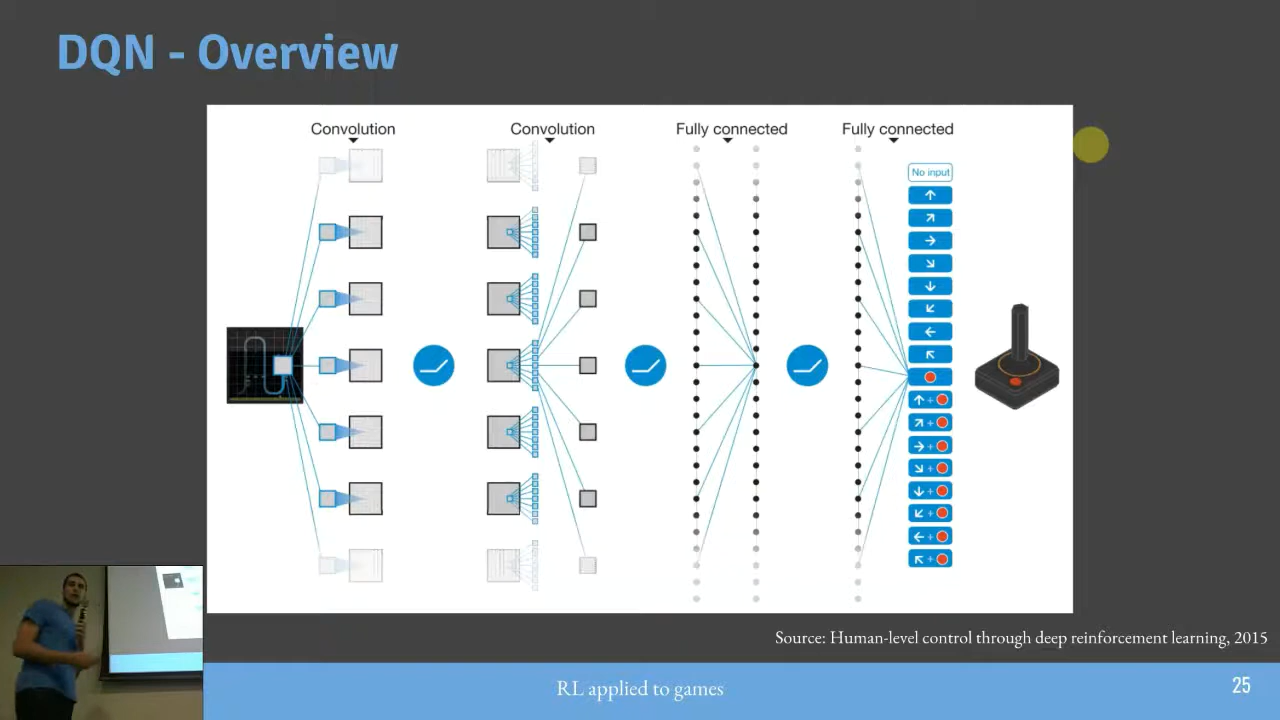 DQN - Overview
Convolution
Convolution
Fully connected
Fully connected
No input
Source: Human-level control through deep reinforcement learning, 2015
RL applied to games
25